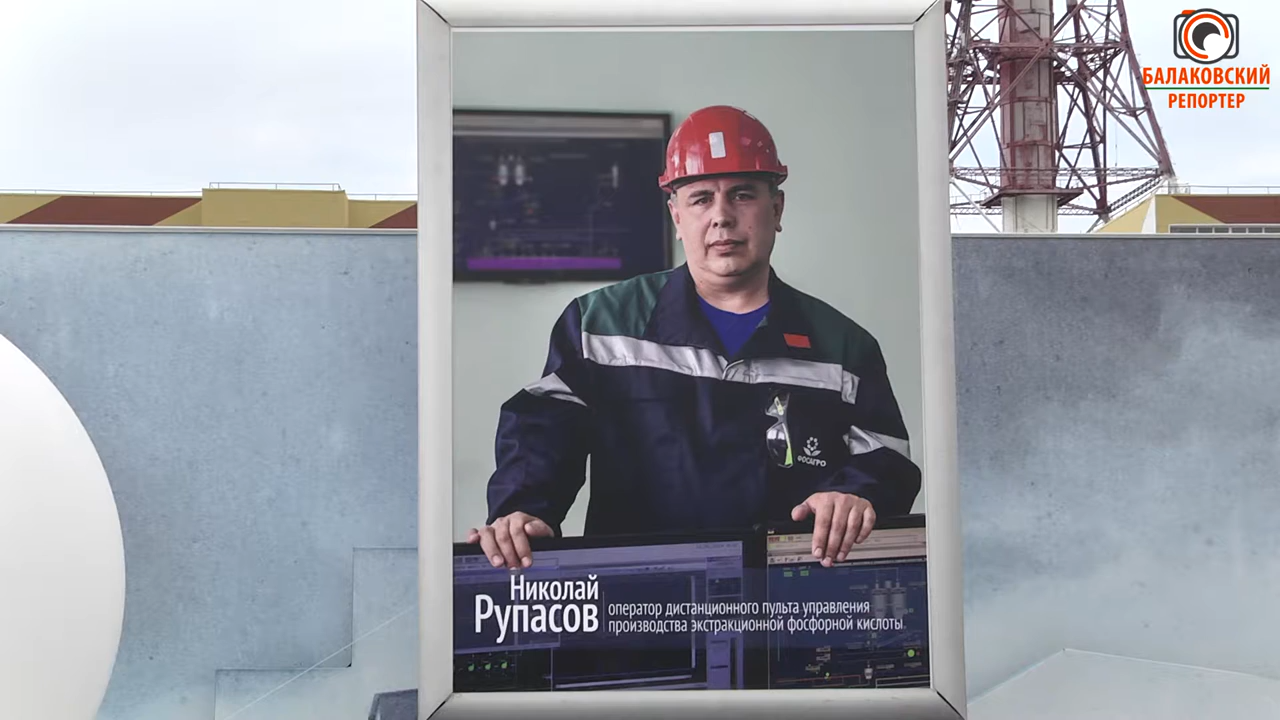 БАЛАКОВСКИЙ
РЕПОРТЕР
ФОСАГРО
Николай
Рупасов
оператор дистанционного пульта управления
производства экстракционной фосфорной кислоты